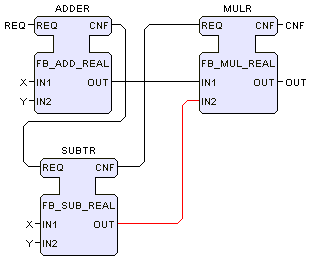 ADDER
MULR
REQ REQ CNF
REQ CNF CNF
FB_ADD_REAL
FB_MUL_REAL
X IN1 OUT
IN1 OUT OUT
Y IN2
IN2
SUBTR
REQ CNF
FB_SUB_REAL
X IN1 OUT
Y IN2